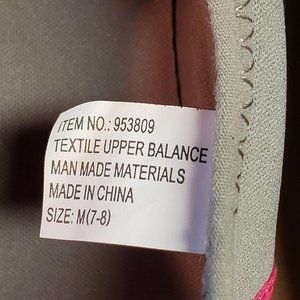 ITEM NO.: 953809
TEXTILE UPPER BALANCE
MAN MADE MATERIALS
MADE IN CHINA
SIZE: M(7-8)